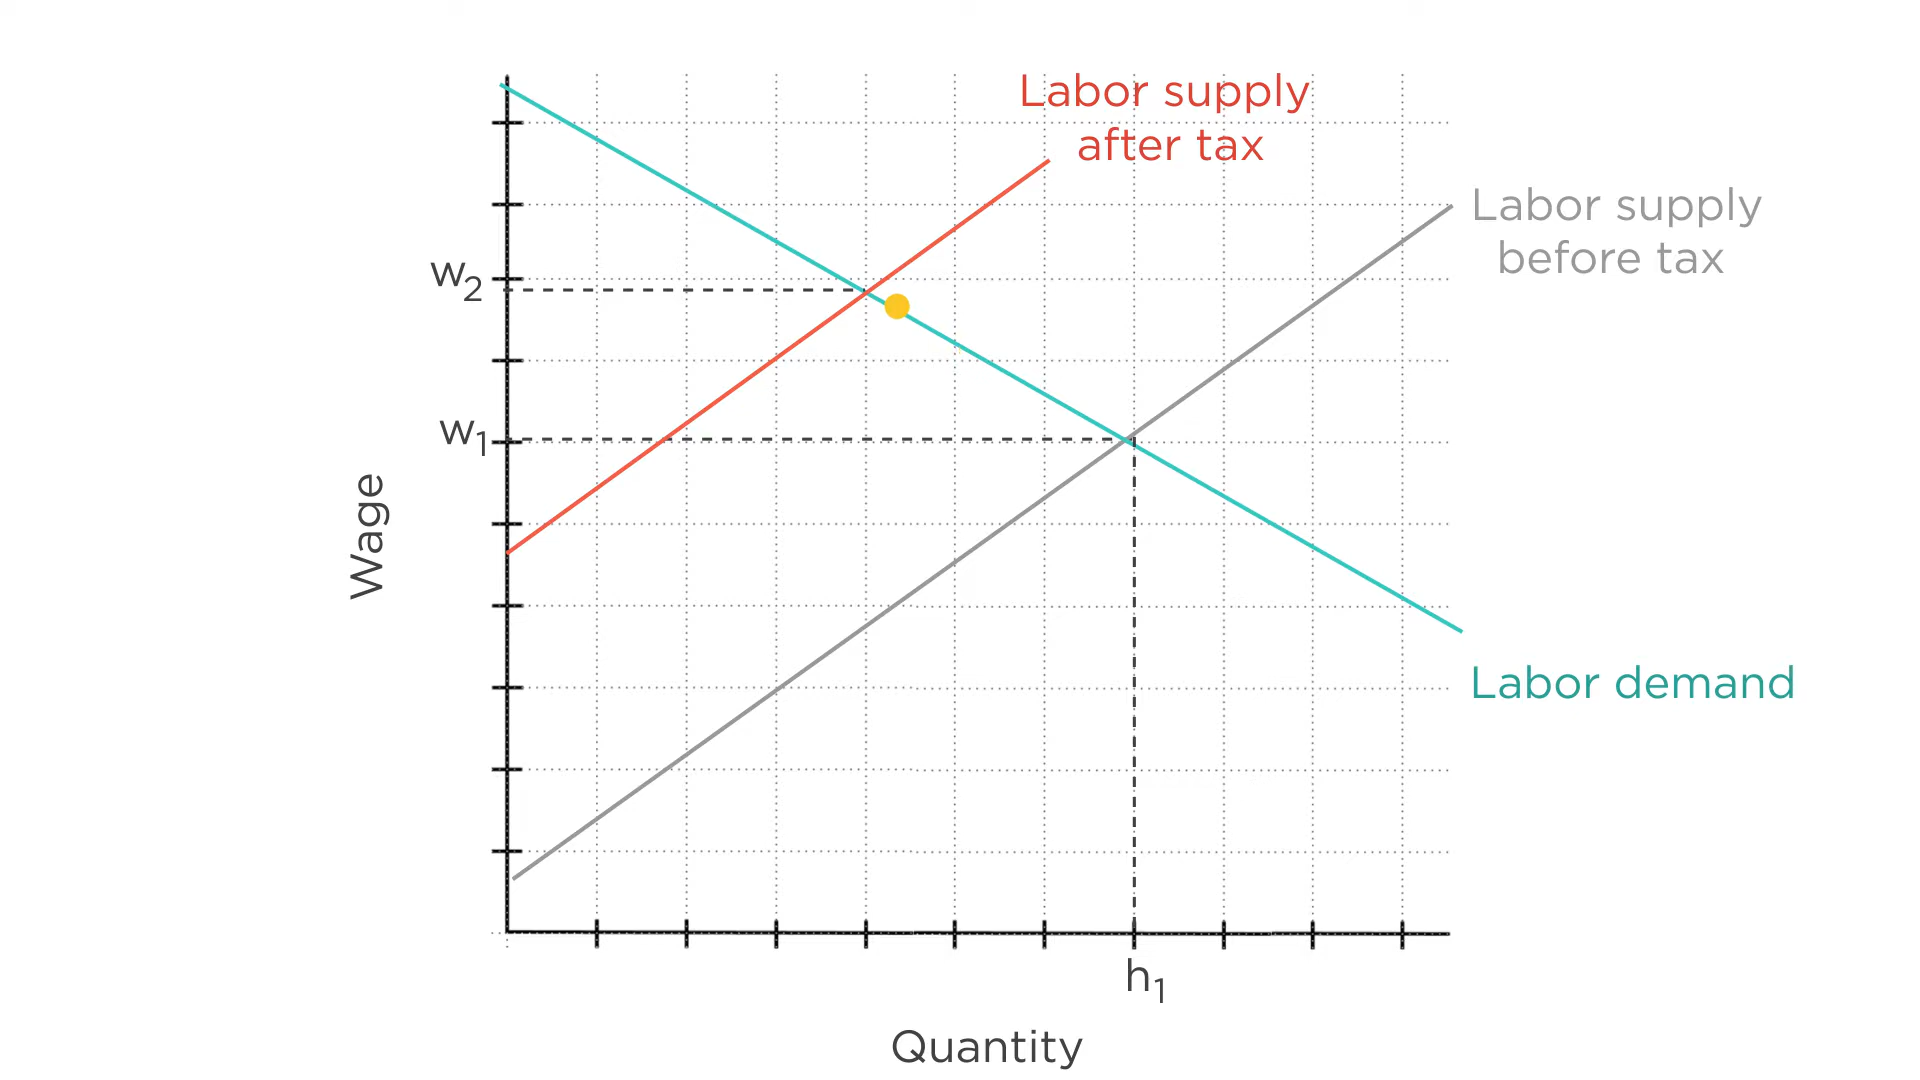 Labor supply
after tax
Labor supply
before tax
W2
W1
Wage
Labor demand
h1
Quantity